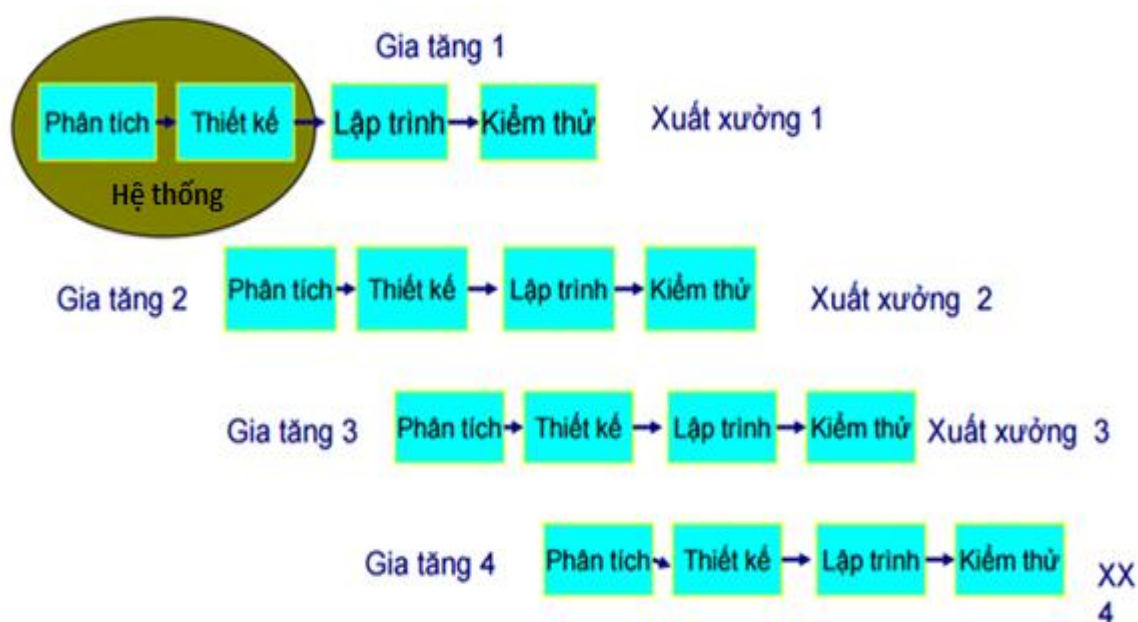 Gia tăng 1
Phân tích Thiết kế Lập trình Kiểm thử Xuất xưởng 1
Hệ thống
Gia tăng 2 Phân tích Thiết kế Lập trình Kiểm thử Xuất xưởng 2
Gia tăng 3 Phân tích Thiết kế Lập trình Kiểm thử Xuất xưởng 3
Gia tăng 4 Phân tích Thiết kế Lập trình Kiểm thử XX
4